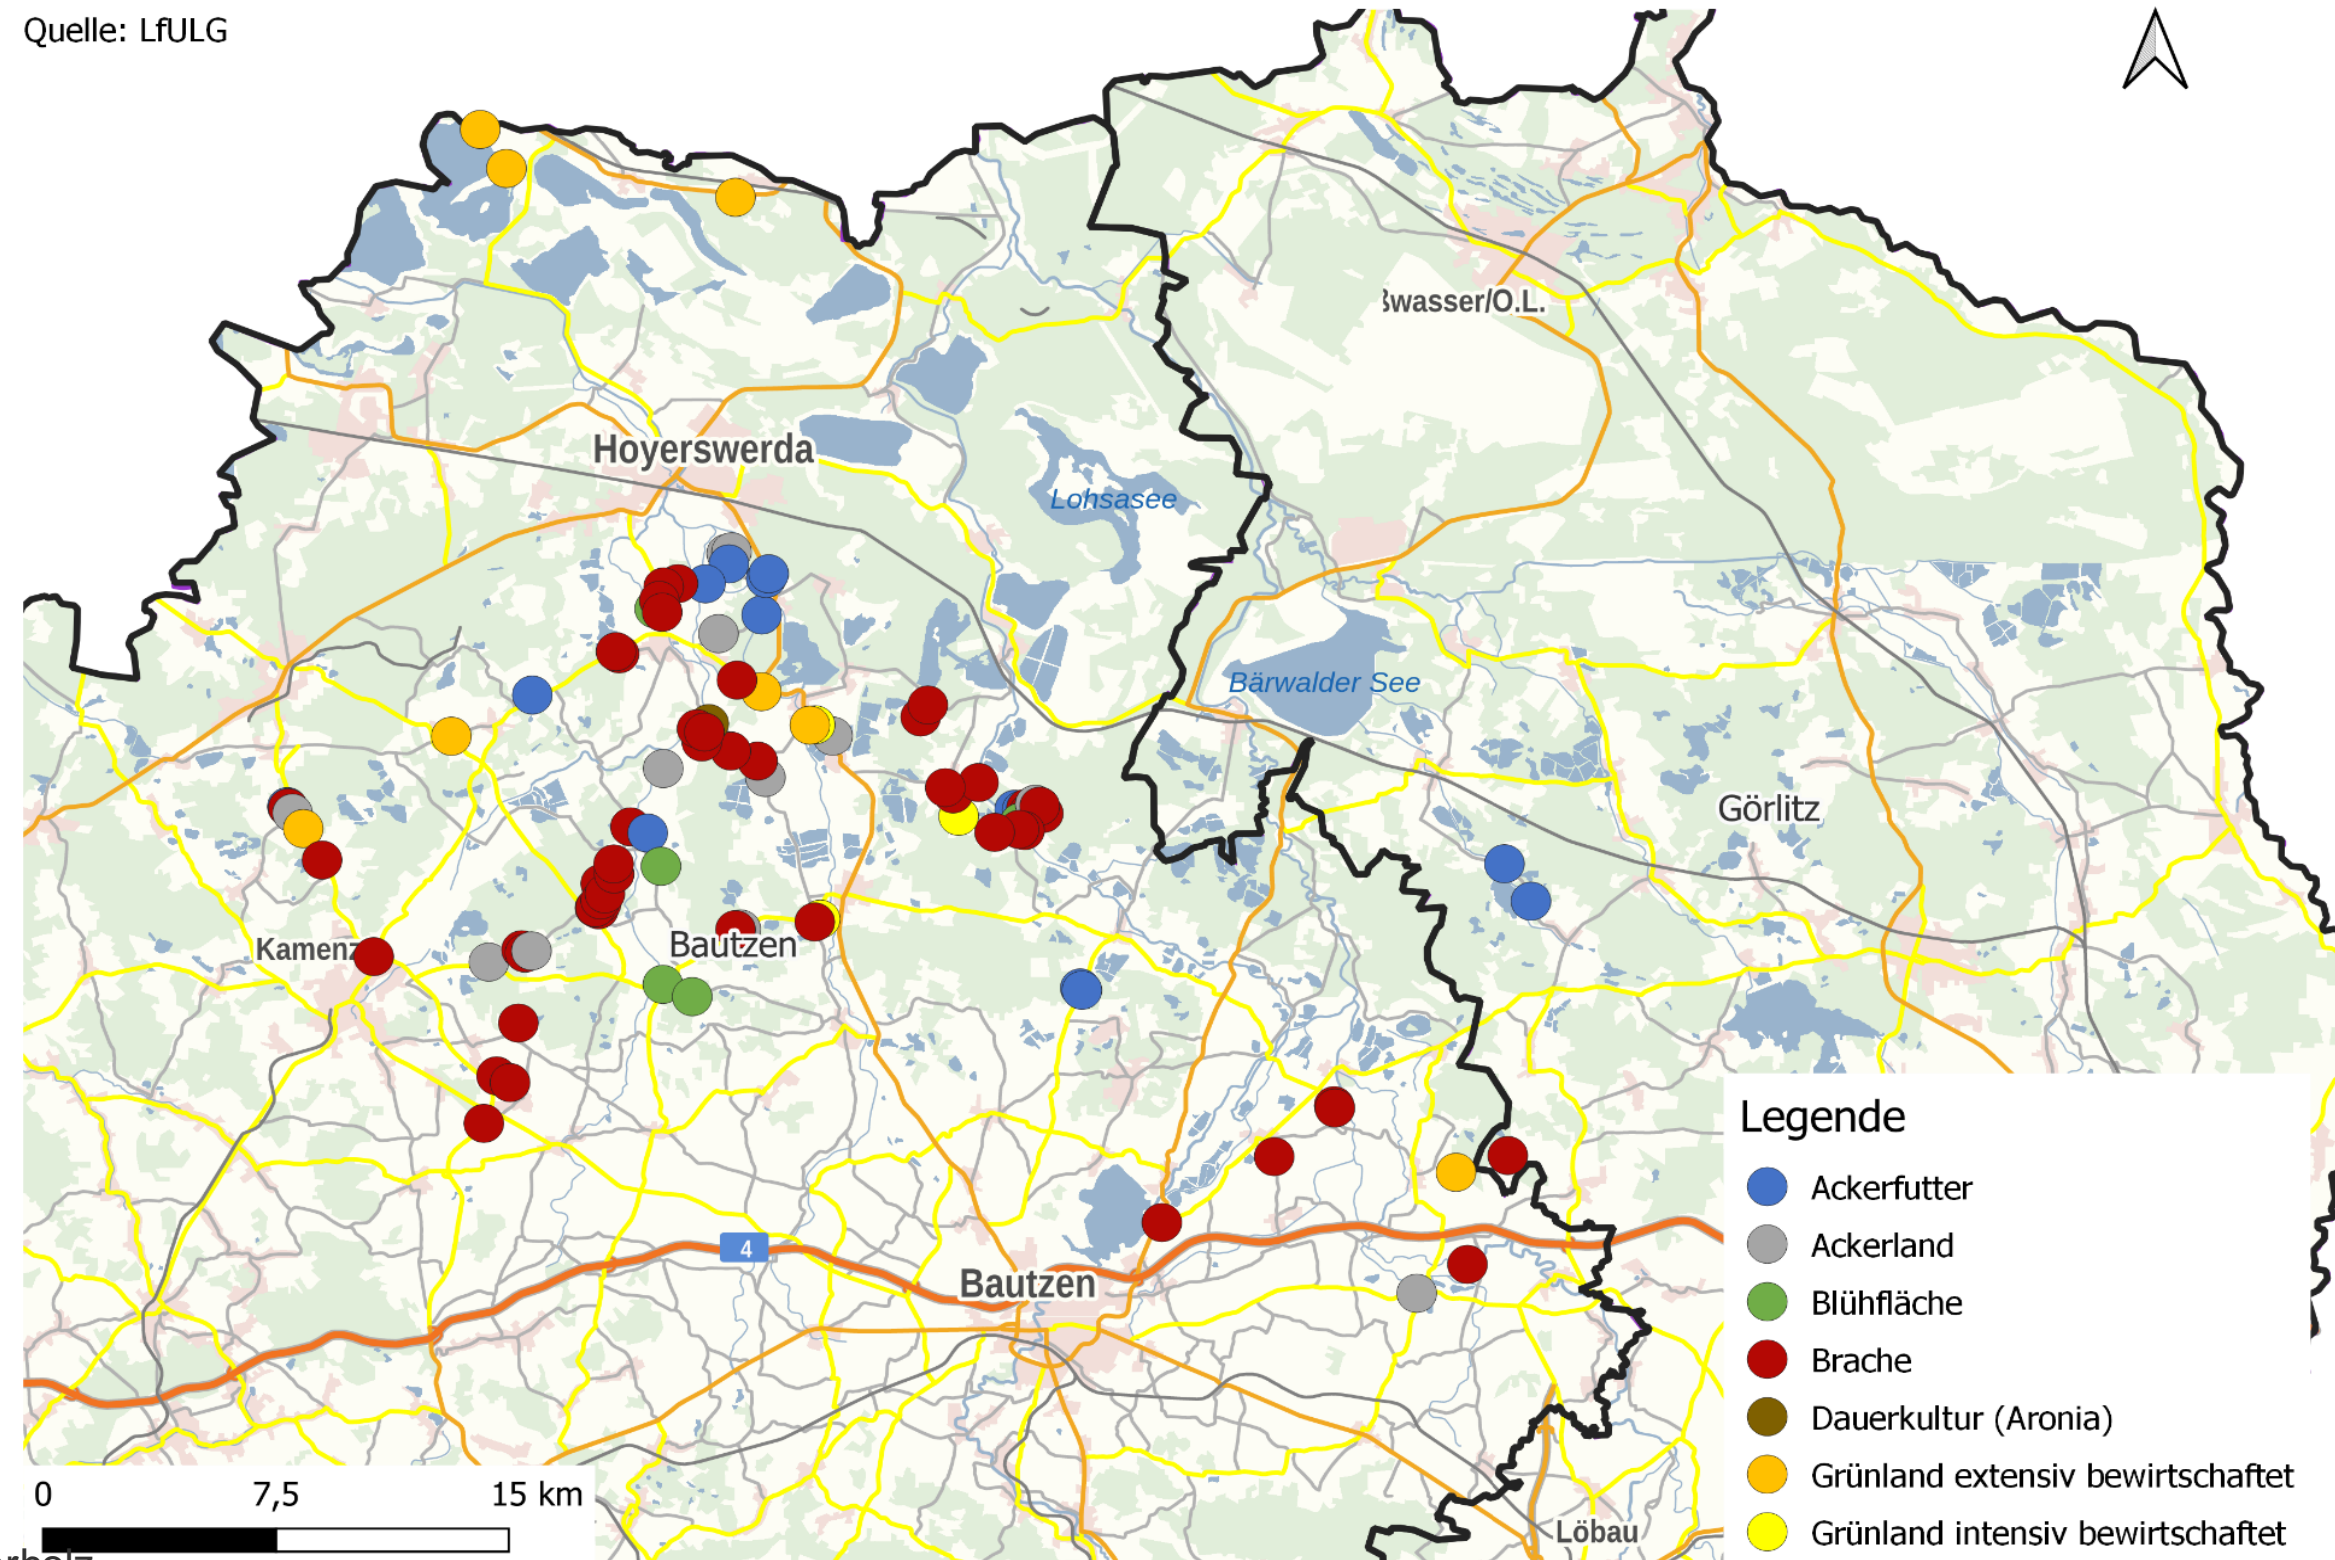 Quelle: LfULG
ßwasser/O.L.
Hoyerswerda
Lohsasee
Bärwalder See
Görlitz
Kamenz
Bautzen
4
Bautzen
Löbau
Legende
Ackerfutter
Ackerland
Blühfläche
Brache
Dauerkultur (Aronia)
Grünland extensiv bewirtschaftet
Grünland intensiv bewirtschaftet
0 7,5 15 km